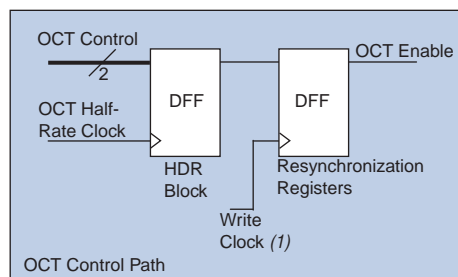 OCT Control
2
OCT Enable
DFF
DFF
OCT Half-
Rate Clock
HDR
Block
Resynchronization
Registers
Write
Clock (1)
OCT Control Path